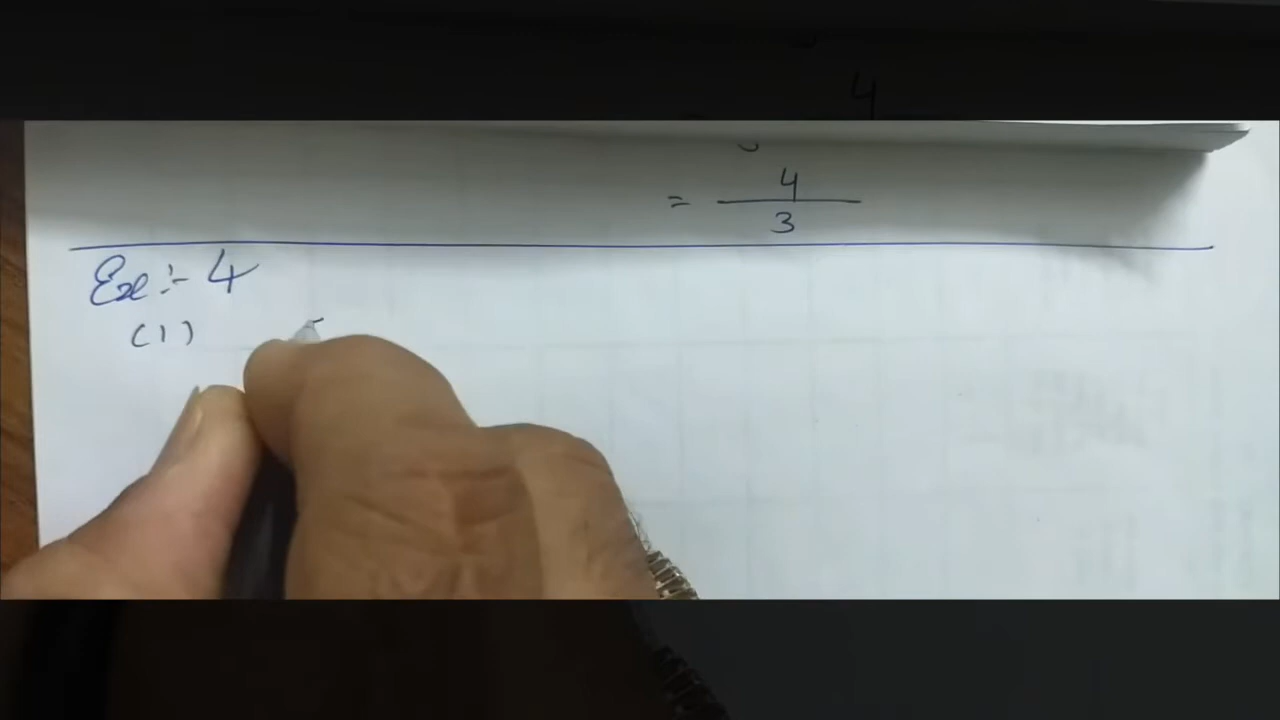 = 4/3
Ex :- 4
(1)